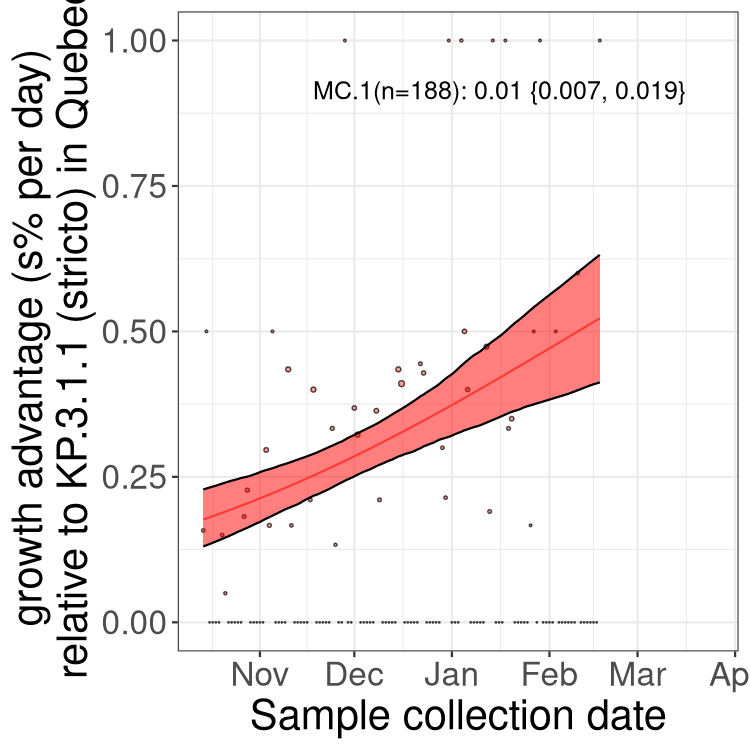 growth advantage (s% per day)
relative to KP.3.1.1 (stricto) in Quebec
1.00
0.75
0.50
0.25
0.00
MC.1(n=188): 0.01 {0.007, 0.019}
Nov Dec Jan Feb Mar Ap
Sample collection date